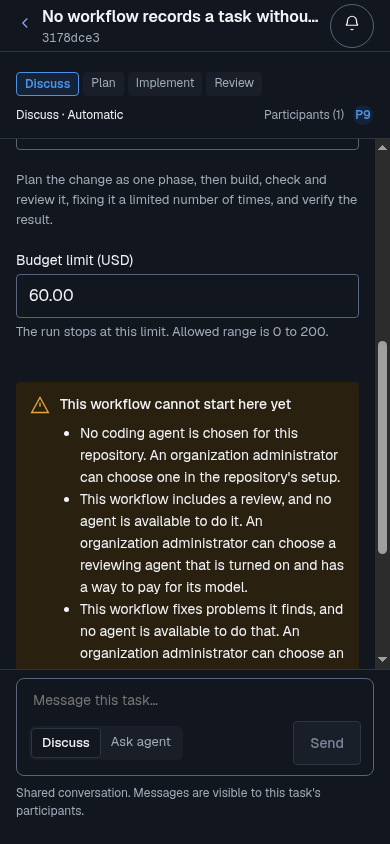 No workflow records a task withou...
3178dce3
Discuss
Plan
Implement
Review
Discuss · Automatic
Participants (1)
P9
Plan the change as one phase, then build, check and
review it, fixing it a limited number of times, and verify the
result.
Budget limit (USD)
60.00
The run stops at this limit. Allowed range is 0 to 200.
This workflow cannot start here yet
• No coding agent is chosen for this
repository. An organization administrator
can choose one in the repository's setup.
• This workflow includes a review, and no
agent is available to do it. An
organization administrator can choose a
reviewing agent that is turned on and has
a way to pay for its model.
• This workflow fixes problems it finds, and
no agent is available to do that. An
organization administrator can choose an
Message this task...
Discuss
Ask agent
Send
Shared conversation. Messages are visible to this task's
participants.